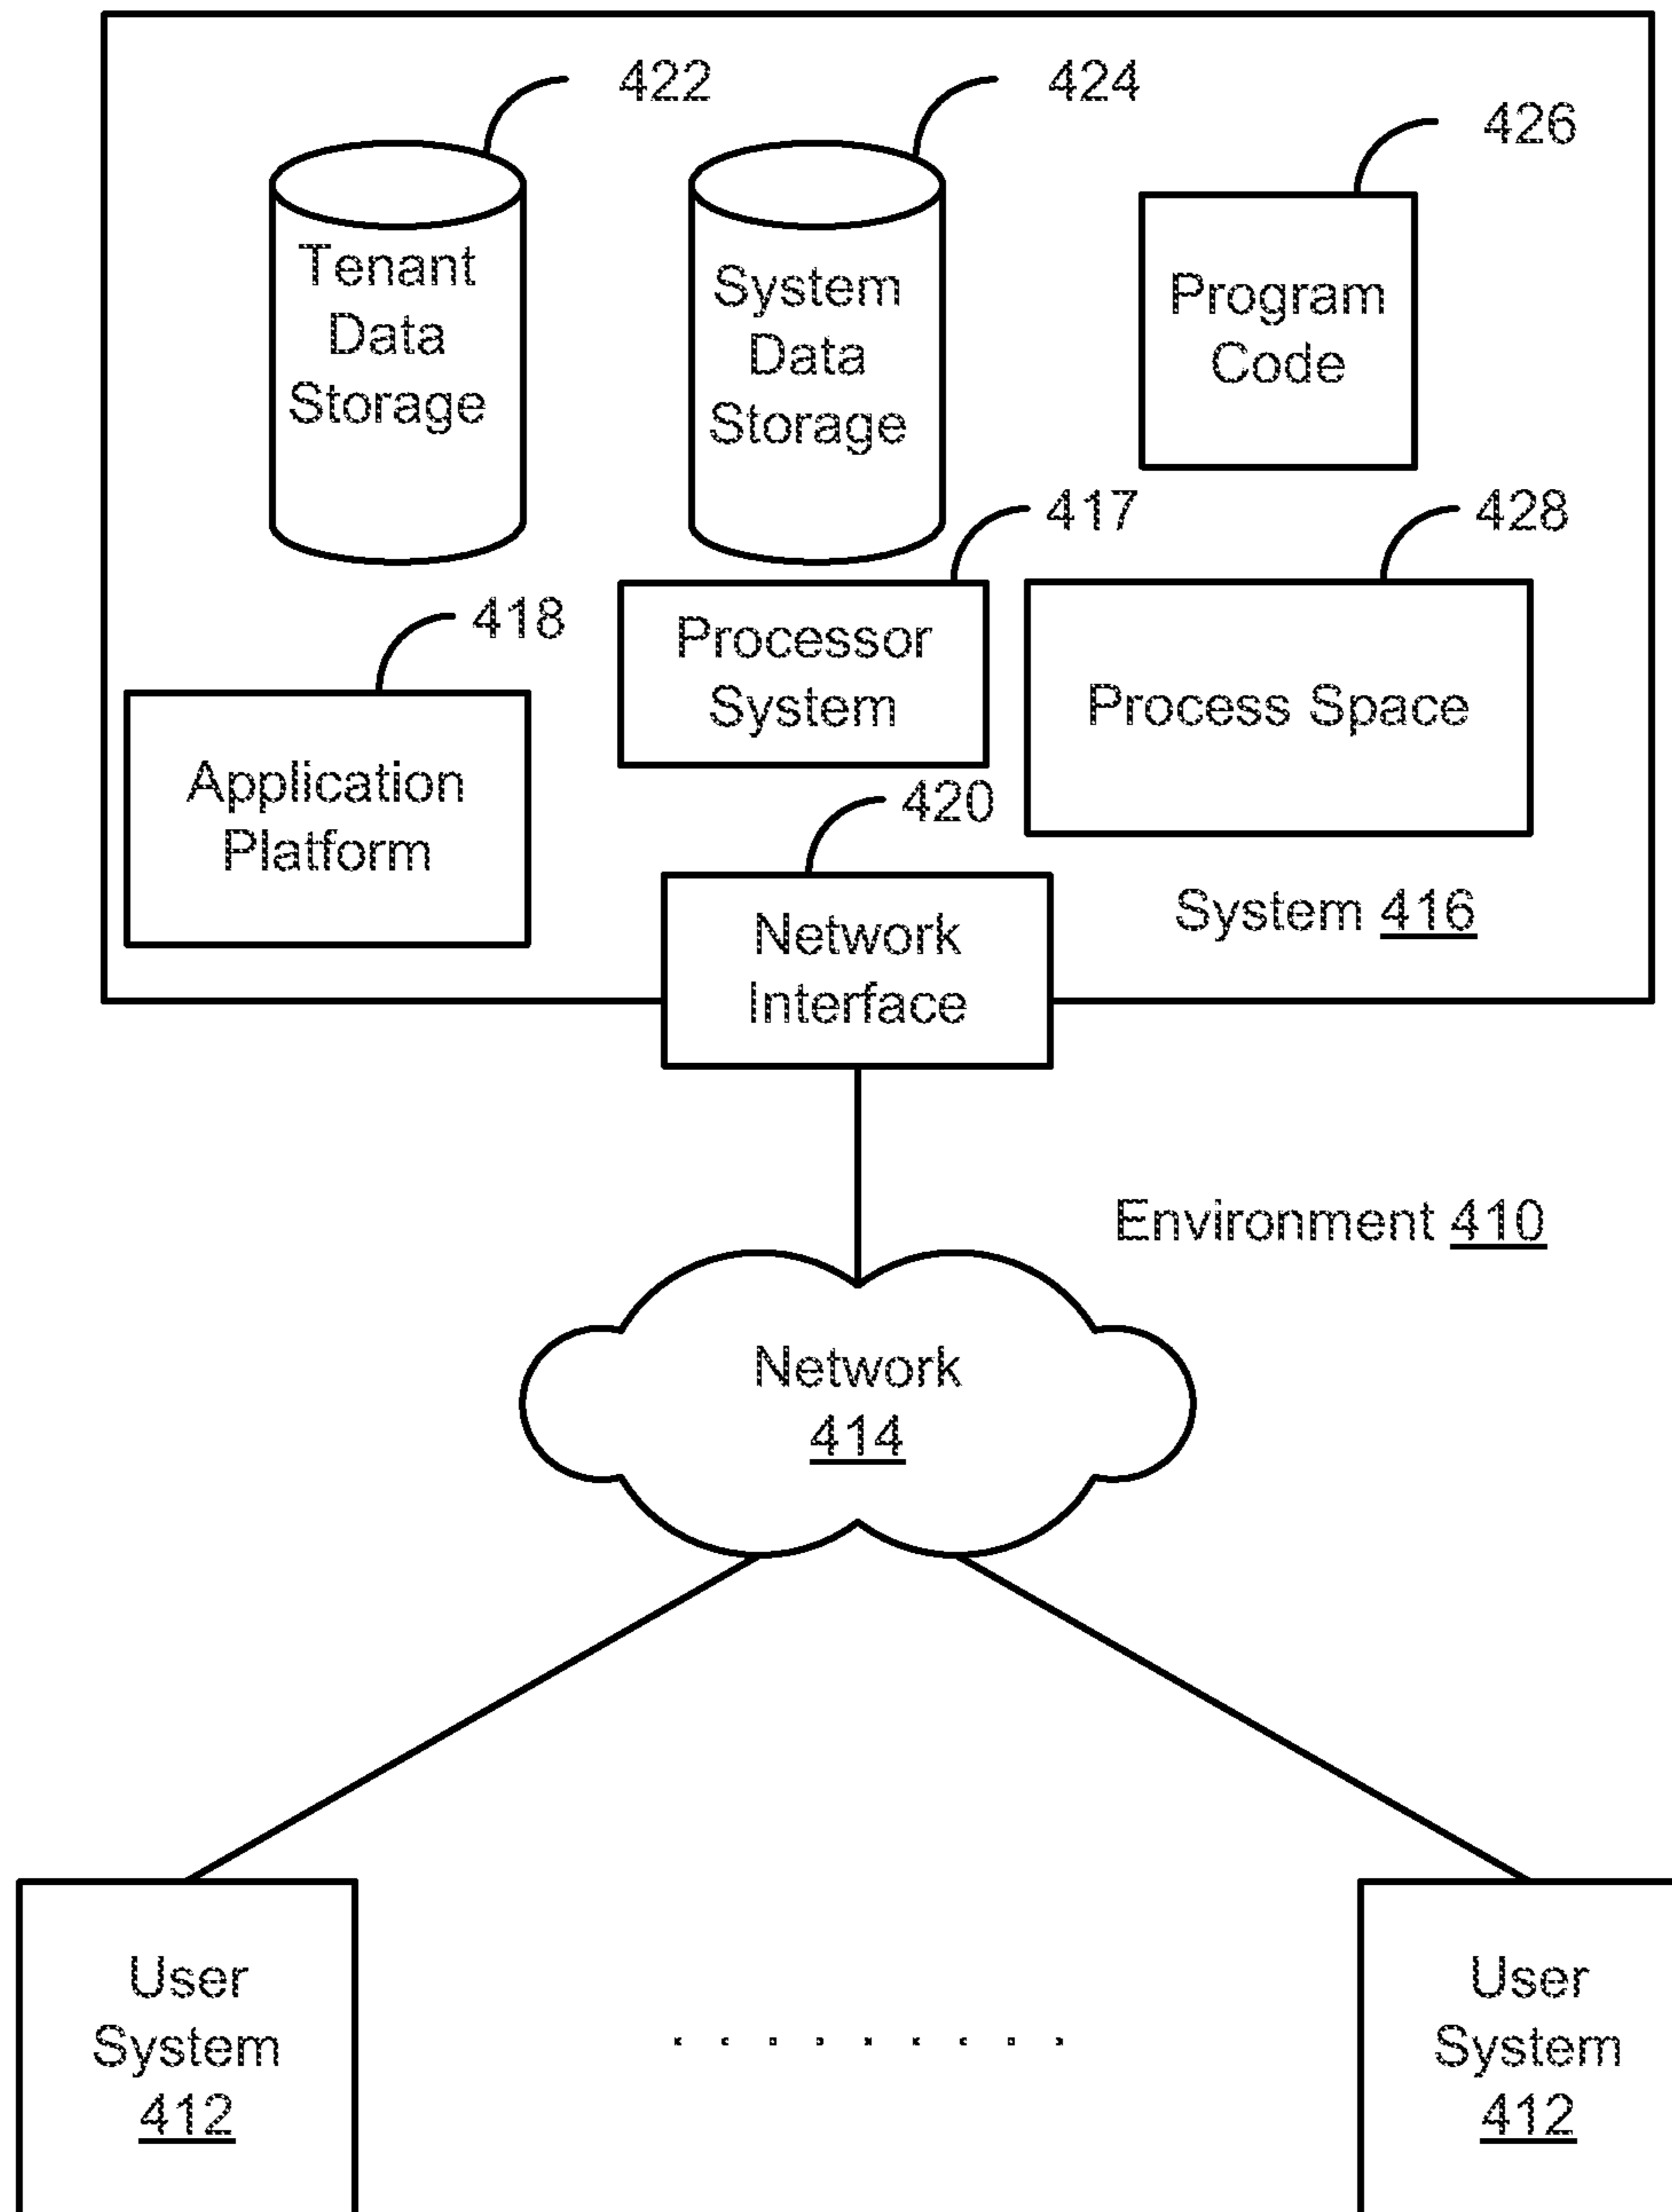 422
424
426
Tenant
Data
Storage
System
Data
Storage
Program
Code
417
428
418
Processor
System
Process Space
Application
Platform
420
Network
Interface
System 416
Environment 410
Network
414
User
System
412
User
System
412